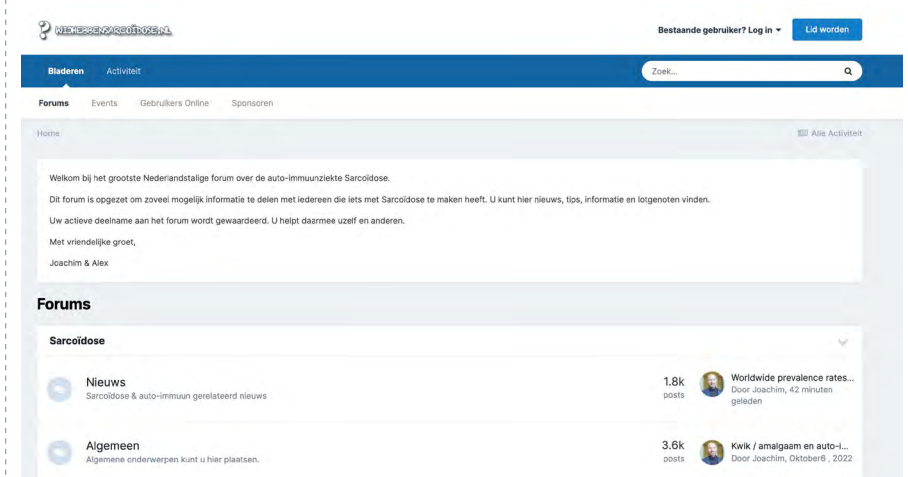 WIJHEBBENSARCOÏDOSE.NL
Bestaande gebruiker? Log in
Lid worden
Bladeren Activiteit
Zoek...
Forums Events Gebruikers Online Sponsoren
Home
Alle Activiteit
Welkom bij het grootste Nederlandstalige forum over de auto-immuunziekte Sarcoïdose.
Dit forum is opgezet om zoveel mogelijk informatie te delen met iedereen die iets met Sarcoïdose te maken heeft. U kunt hier nieuws, tips, informatie en lotgenoten vinden.
Uw actieve deelname aan het forum wordt gewaardeerd. U helpt daarmee uzelf en anderen.
Met vriendelijke groet,
Joachim & Alex
Forums
Sarcoïdose
Nieuws
Sarcoïdose & auto-immuun gerelateerd nieuws
1.8k
posts
Worldwide prevalence rates...
Door Joachim, 42 minuten
geleden
Algemeen
Algemene onderwerpen kunt u hier plaatsen.
3.6k
posts
Kwik / amalgaam en auto-i...
Door Joachim, Oktober6 , 2022